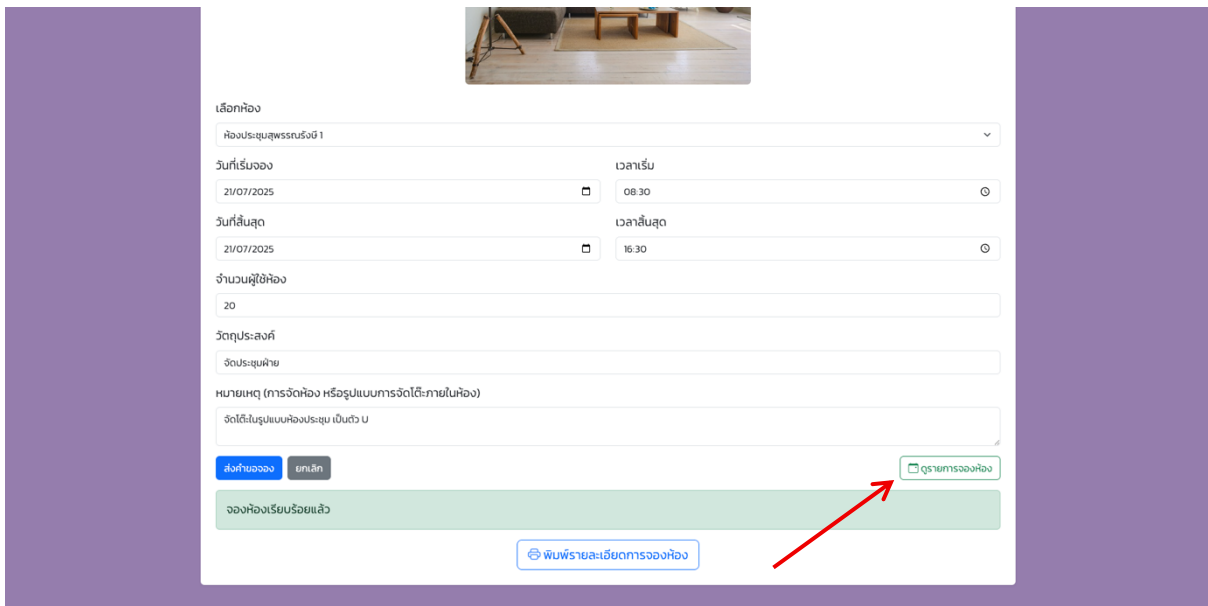 เลือกห้อง
ห้องประชุมสุพรรณรังษี 1
วันที่เริ่มจอง
เวลาเริ่ม
21/07/2025
08:30
วันที่สิ้นสุด
เวลาสิ้นสุด
21/07/2025
16:30
จำนวนผู้ใช้ห้อง
20
วัตถุประสงค์
จัดประชุมฝ่าย
หมายเหตุ (การจัดห้อง หรือรูปแบบการจัดโต๊ะภายในห้อง)
จัดโต๊ะในรูปแบบห้องประชุม เป็นตัว U
ส่งคำขอจอง
ยกเลิก
ดูรายการจองห้อง
จองห้องเรียบร้อยแล้ว
พิมพ์รายละเอียดการจองห้อง